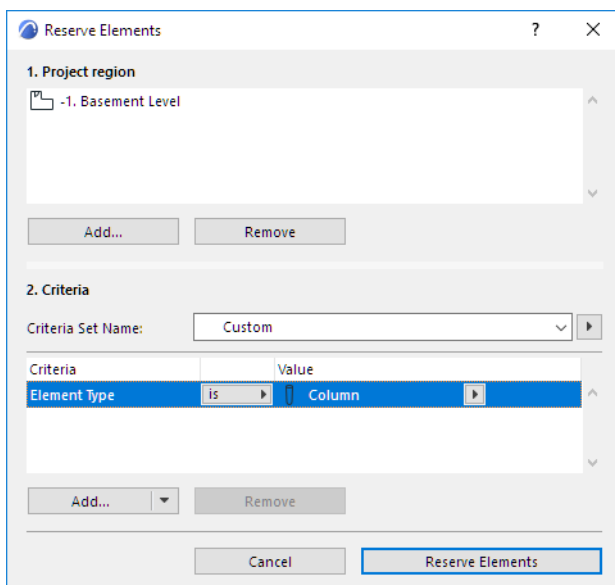 Reserve Elements ?
1. Project region
-1. Basement Level
Add... Remove
2. Criteria
Criteria Set Name: Custom
Criteria Value
Element Type is Column
Add... Remove
Cancel Reserve Elements